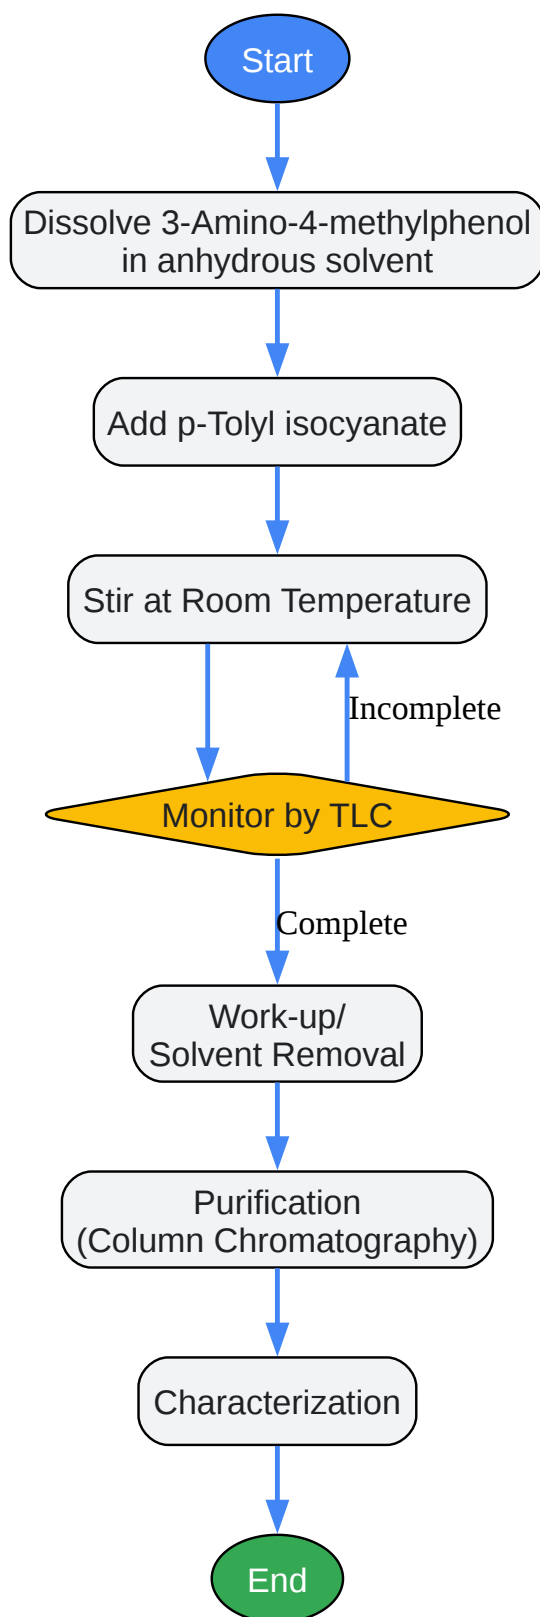 Start
Dissolve 3-Amino-4-methylphenol
in anhydrous solvent
Add p-Tolyl isocyanate
Stir at Room Temperature
Incomplete
Monitor by TLC
Complete
Work-up/
Solvent Removal
Purification
(Column Chromatography)
Characterization
End